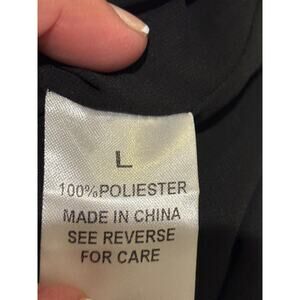 L
100%POLIESTER
MADE IN CHINA
SEE REVERSE
FOR CARE